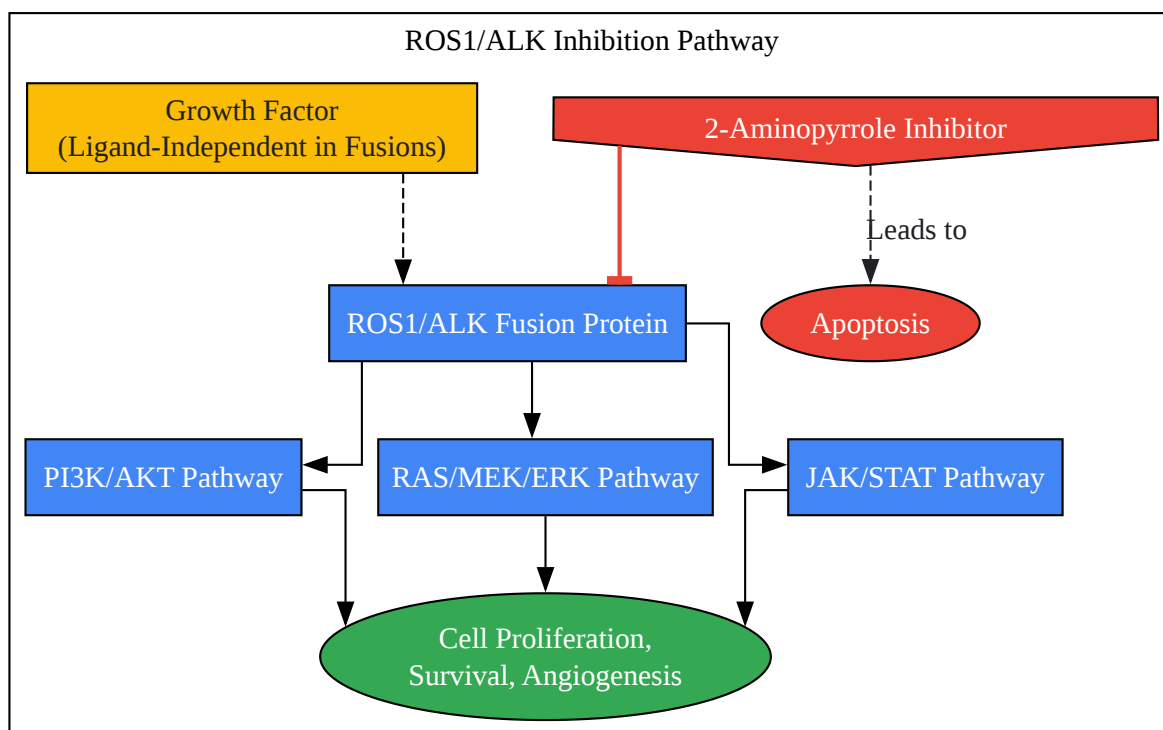 ROS1/ALK Inhibition Pathway
Growth Factor
(Ligand-Independent in Fusions)
2-Aminopyrrole Inhibitor
Leads to
ROS1/ALK Fusion Protein
Apoptosis
PI3K/AKT Pathway
RAS/MEK/ERK Pathway
JAK/STAT Pathway
Cell Proliferation,
Survival, Angiogenesis